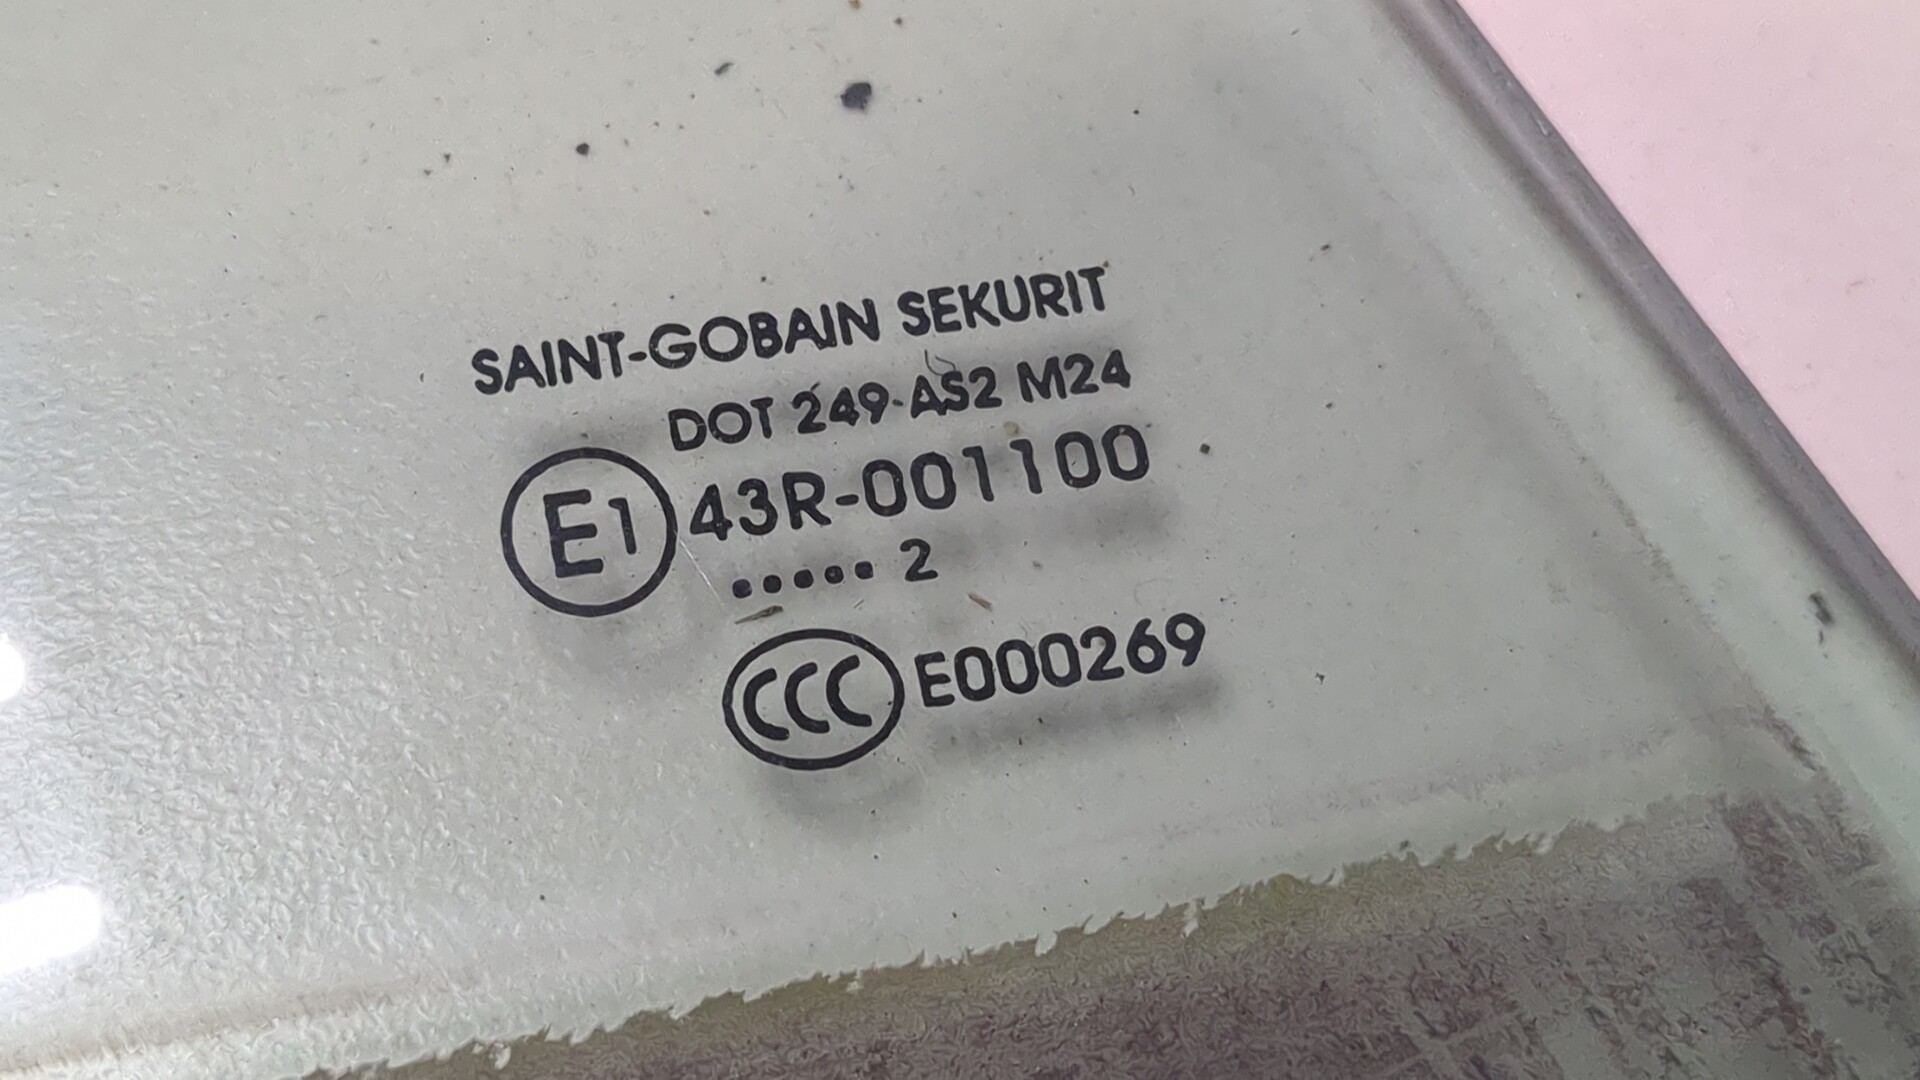 SAINT-GOBAIN SEKURIT
DOT 249-AS2 M24
E1 43R-001100
..... 2
CCC E000269